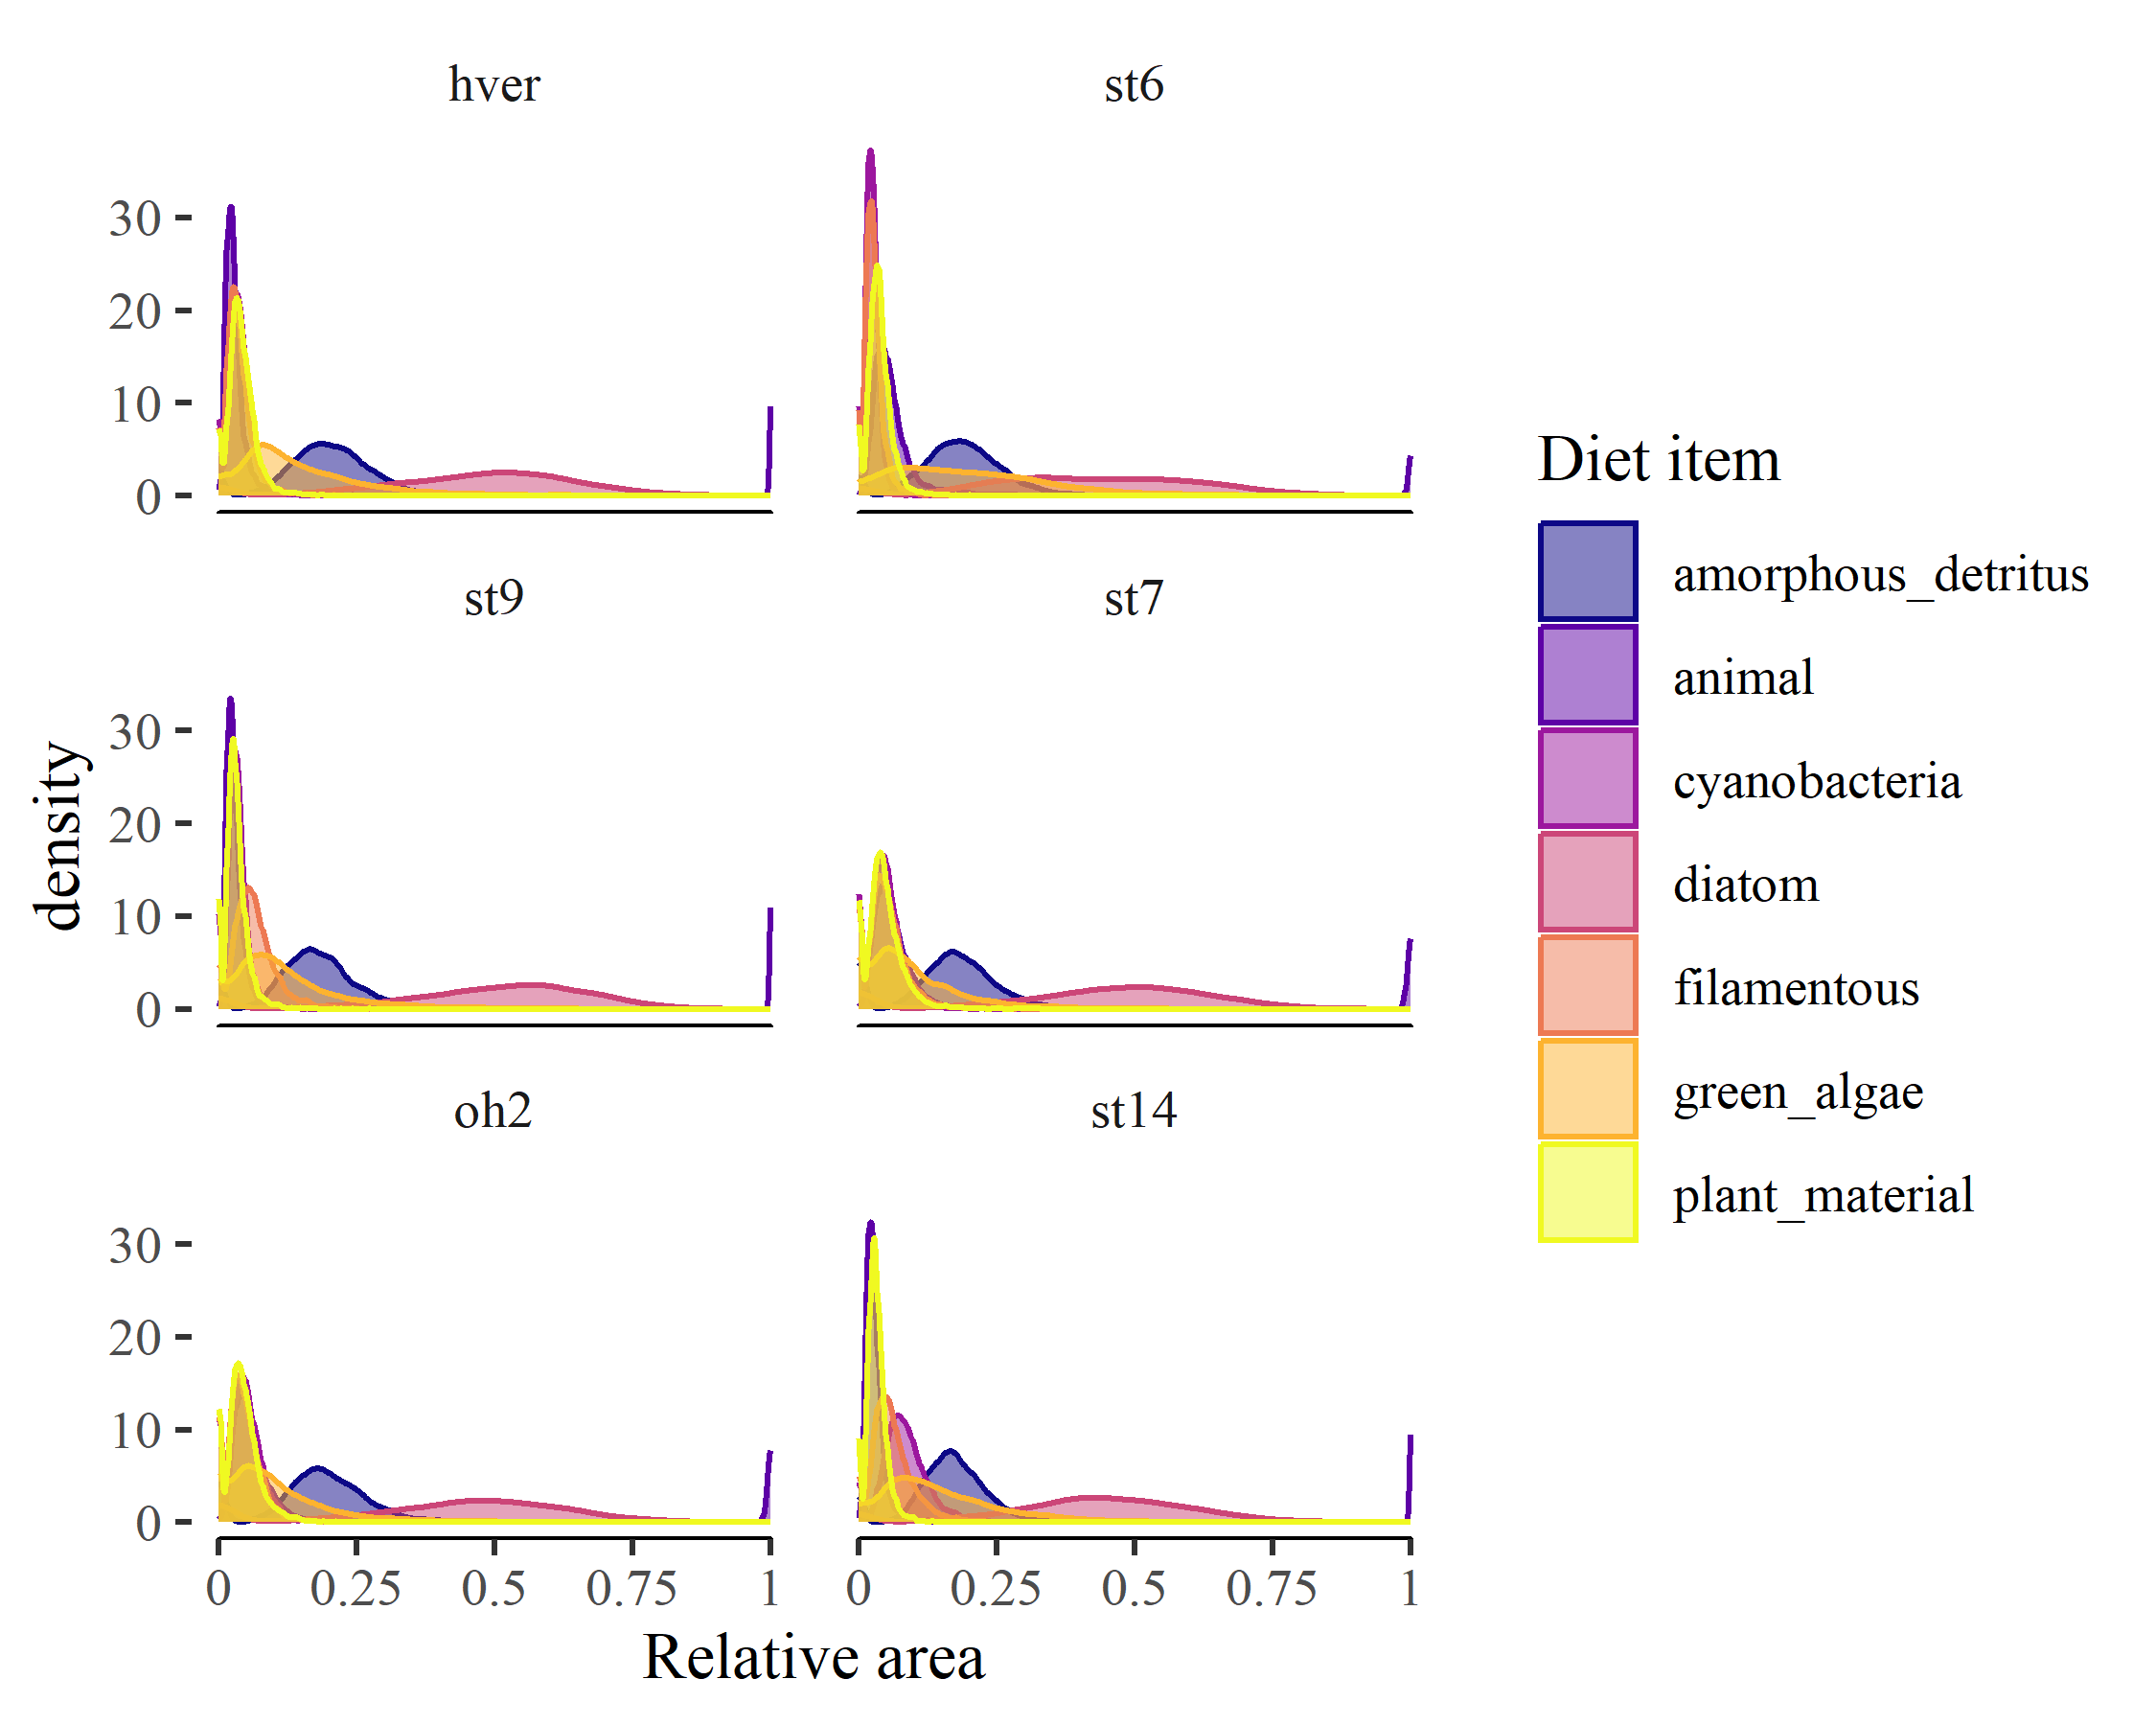 hver
st6
30
20
10
0
st9
st7
density
30
20
10
0
oh2
st14
30
20
10
0
0 0.25 0.5 0.75 1
0 0.25 0.5 0.75 1
Relative area
Diet item
amorphous_detritus
animal
cyanobacteria
diatom
filamentous
green_algae
plant_material